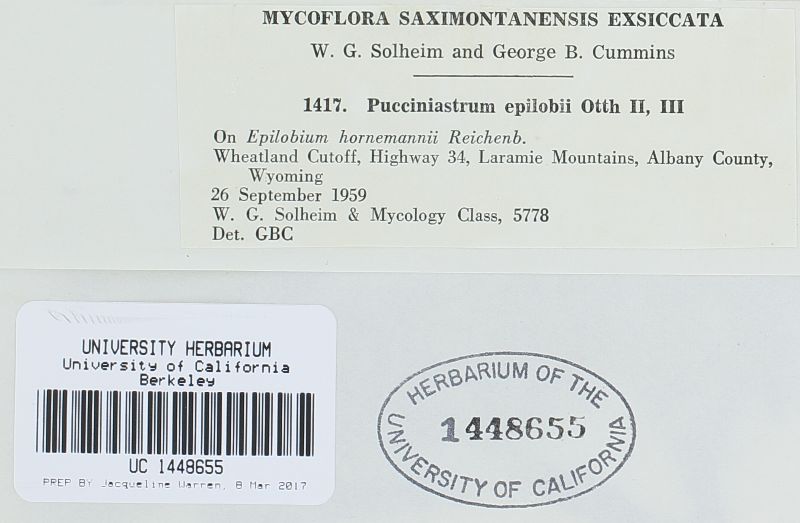 MYCOFLORA SAXIMONTANENSIS EXSICCATA
W. G. Solheim and George B. Cummins
1417. Pucciniastrum epilobii Otth II, III
On Epilobium hornemannii Reichenb.
Wheatland Cutoff, Highway 34, Laramie Mountains, Albany County,
Wyoming
26 September 1959
W. G. Solheim & Mycology Class, 5778
Det. GBC
UNIVERSITY HERBARIUM
University of California
Berkeley
UC 1448655
PREP BY Jacqueline Warren, 8 Mar 2017
HERBARIUM OF THE
1448655
UNIVERSITY OF CALIFORNIA